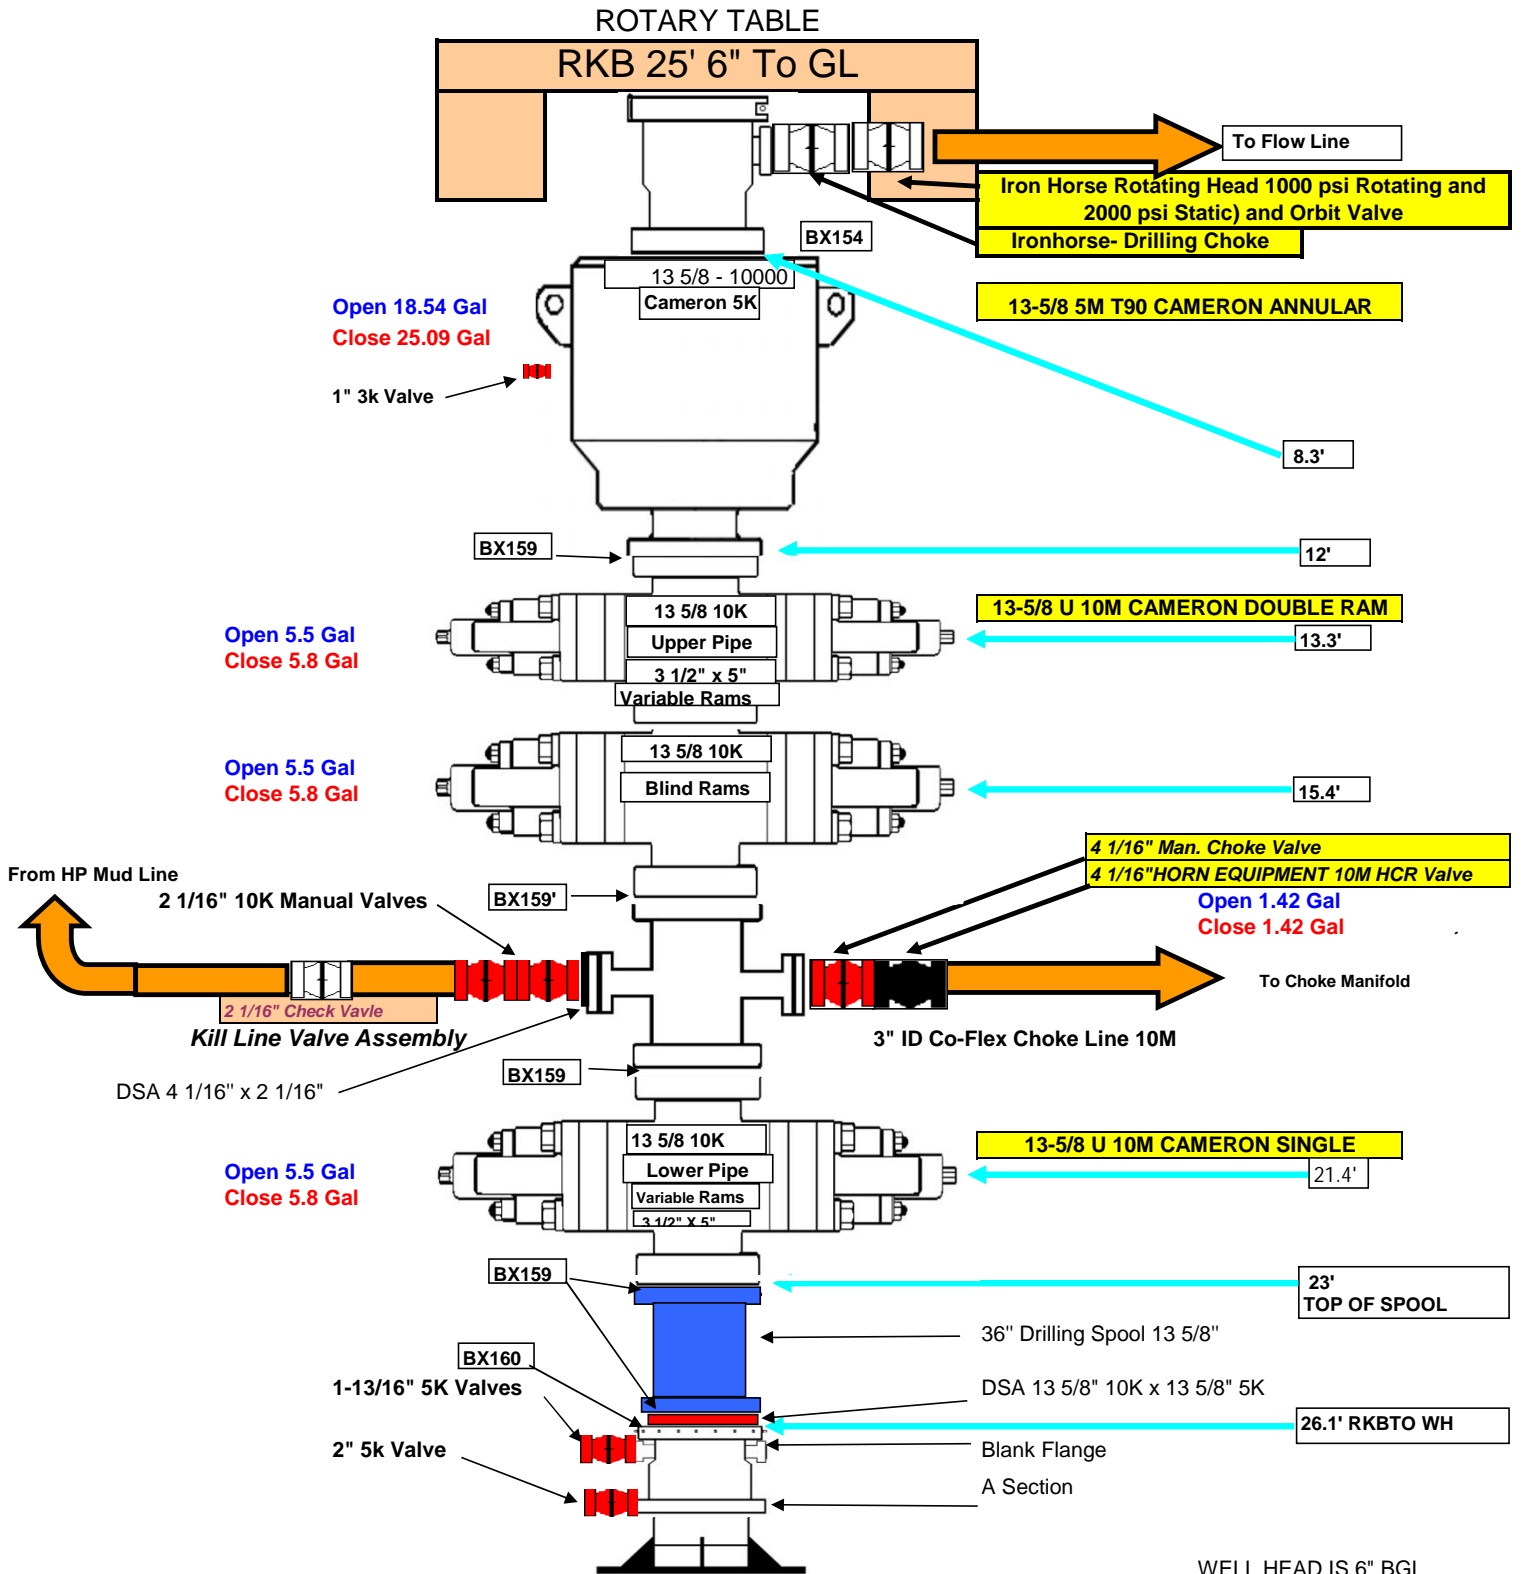 ROTARY TABLE
RKB 25' 6" To GL
To Flow Line
Iron Horse Rotating Head 1000 psi Rotating and
2000 psi Static) and Orbit Valve
BX154
Ironhorse- Drilling Choke
13 5/8 - 10000
Cameron 5K
Open 18.54 Gal
Close 25.09 Gal
13-5/8 5M T90 CAMERON ANNULAR
1" 3k Valve
8.3'
BX159
12'
13 5/8 10K
Upper Pipe
3 1/2" x 5"
Variable Rams
13-5/8 U 10M CAMERON DOUBLE RAM
13.3'
Open 5.5 Gal
Close 5.8 Gal
13 5/8 10K
Blind Rams
Open 5.5 Gal
Close 5.8 Gal
15.4'
4 1/16" Man. Choke Valve
4 1/16"HORN EQUIPMENT 10M HCR Valve
Open 1.42 Gal
Close 1.42 Gal
From HP Mud Line
2 1/16" 10K Manual Valves
BX159'
To Choke Manifold
2 1/16" Check Vavle
Kill Line Valve Assembly
3" ID Co-Flex Choke Line 10M
BX159
DSA 4 1/16" x 2 1/16"
13 5/8 10K
Lower Pipe
Variable Rams
3 1/2" X 5"
13-5/8 U 10M CAMERON SINGLE
21.4'
Open 5.5 Gal
Close 5.8 Gal
BX159
23'
TOP OF SPOOL
36" Drilling Spool 13 5/8"
BX160
1-13/16" 5K Valves
DSA 13 5/8" 10K x 13 5/8" 5K
26.1' RKBTO WH
2" 5k Valve
Blank Flange
A Section
WELL HEAD IS 6" BGL